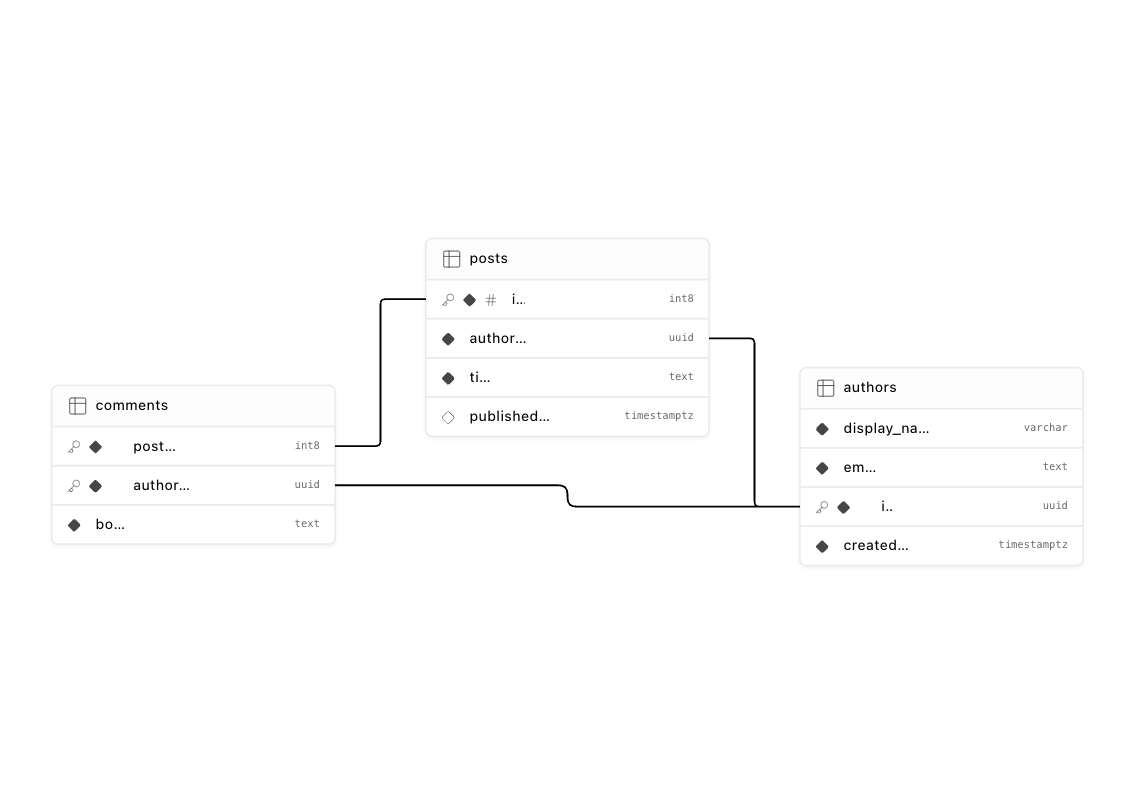 posts
# i... int8
author... uuid
ti... text
published... timestamptz
authors
display_na... varchar
em... text
i.. uuid
created... timestamptz
comments
post... int8
author... uuid
bo... text